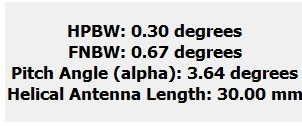 HPBW: 0.30 degrees
FNBW: 0.67 degrees
Pitch Angle (alpha): 3.64 degrees
Helical Antenna Length: 30.00 mm